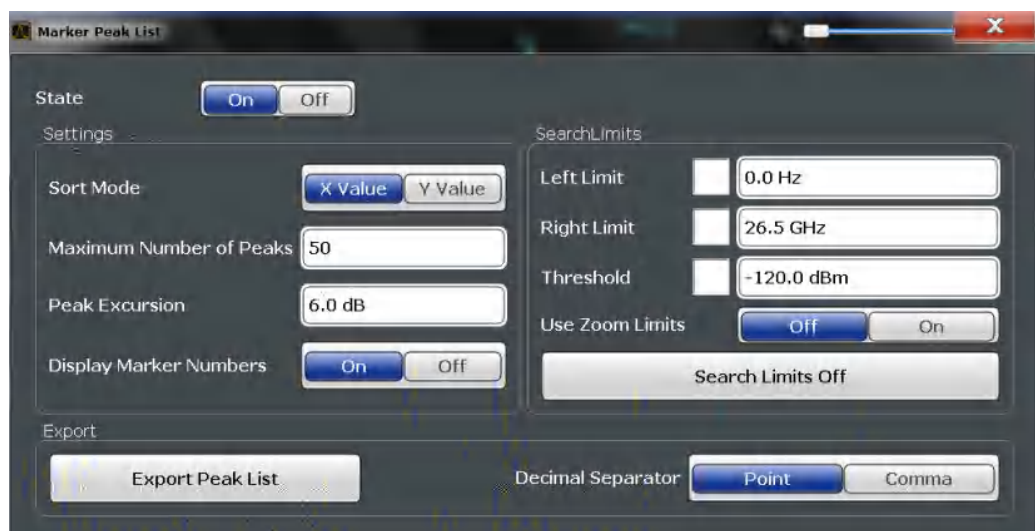 Marker Peak List
X
State On Off
Settings
Sort Mode X Value Y Value
Maximum Number of Peaks 50
Peak Excursion 6.0 dB
Display Marker Numbers On Off
SearchLimits
Left Limit 0.0 Hz
Right Limit 26.5 GHz
Threshold -120.0 dBm
Use Zoom Limits Off On
Search Limits Off
Export
Export Peak List Decimal Separator Point Comma